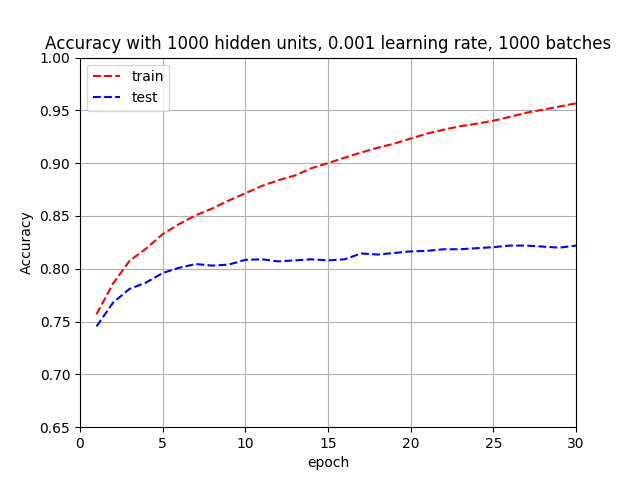 Accuracy with 1000 hidden units, 0.001 learning rate, 1000 batches
train
test
Accuracy
1.00
0.95
0.90
0.85
0.80
0.75
0.70
0.65
0 5 10 15 20 25 30
epoch